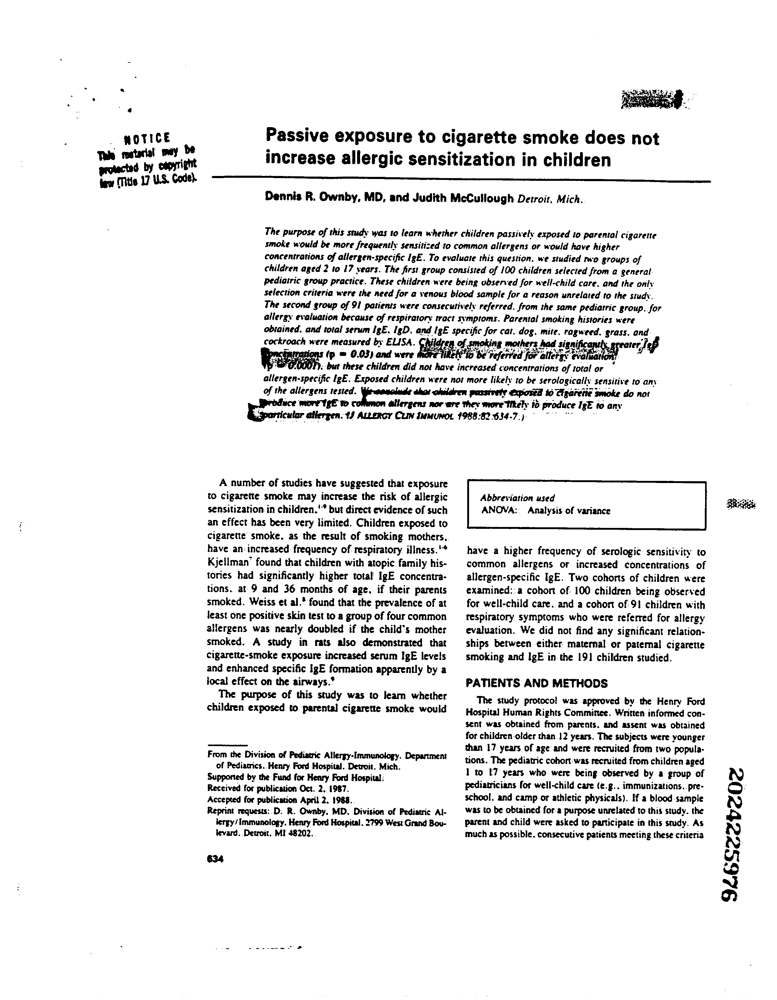 NOTICE
This material may be
protected by copyright
law (Title 17 U.S. Code).
Passive exposure to cigarette smoke does not
increase allergic sensitization in children
Dennis R. Ownby, MD, and Judith McCullough Detroit, Mich.
The purpose of this study was to learn whether children passively exposed to parental cigarette
smoke would be more frequently sensitized to common allergens or would have higher
concentrations of allergen-specific IgE. To evaluate this question, we studied two groups of
children aged 2 to 17 years. The first group consisted of 100 children selected from a general
pediatric group practice. These children were being observed for well-child care, and the only
selection criteria were the need for a venous blood sample for a reason unrelated to the study.
The second group of 91 patients were consecutively referred, from the same pediatric group, for
allergy evaluation because of respiratory tract symptoms. Parental smoking histories were
obtained, and total serum IgE, IgD, and IgE specific for cat, dog, mite, ragweed, grass, and
cockroach were measured by ELISA. Children of smoking mothers had significantly greater IgD
concentrations (p = 0.03) and were more likely to be referred for allergy evaluation
(p = 0.0001), but these children did not have increased concentrations of total or
allergen-specific IgE. Exposed children were not more likely to be serologically sensitive to any
of the allergens tested. We conclude that children passively exposed to cigarette smoke do not
produce more IgE to common allergens nor are they more likely to produce IgE to any
particular allergen. (J ALLERGY CLIN IMMUNOL 1988;82:634-7.)
A number of studies have suggested that exposure
to cigarette smoke may increase the risk of allergic
sensitization in children,1-9 but direct evidence of such
an effect has been very limited. Children exposed to
cigarette smoke, as the result of smoking mothers,
have an increased frequency of respiratory illness.1-6
Kjellman7 found that children with atopic family his-
tories had significantly higher total IgE concentra-
tions, at 9 and 36 months of age, if their parents
smoked. Weiss et al.8 found that the prevalence of at
least one positive skin test to a group of four common
allergens was nearly doubled if the child's mother
smoked. A study in rats also demonstrated that
cigarette-smoke exposure increased serum IgE levels
and enhanced specific IgE formation apparently by a
local effect on the airways.9
The purpose of this study was to learn whether
children exposed to parental cigarette smoke would
From the Division of Pediatric Allergy-Immunology, Department
of Pediatrics, Henry Ford Hospital, Detroit, Mich.
Supported by the Fund for Henry Ford Hospital.
Received for publication Oct. 2, 1987.
Accepted for publication April 2, 1988.
Reprint requests: D. R. Ownby, MD, Division of Pediatric Al-
lergy/Immunology, Henry Ford Hospital, 2799 West Grand Bou-
levard, Detroit, MI 48202.
634
Abbreviation used
ANOVA: Analysis of variance
have a higher frequency of serologic sensitivity to
common allergens or increased concentrations of
allergen-specific IgE. Two cohorts of children were
examined: a cohort of 100 children being observed
for well-child care, and a cohort of 91 children with
respiratory symptoms who were referred for allergy
evaluation. We did not find any significant relation-
ships between either maternal or paternal cigarette
smoking and IgE in the 191 children studied.
PATIENTS AND METHODS
The study protocol was approved by the Henry Ford
Hospital Human Rights Committee. Written informed con-
sent was obtained from parents, and assent was obtained
for children older than 12 years. The subjects were younger
than 17 years of age and were recruited from two popula-
tions. The pediatric cohort was recruited from children aged
1 to 17 years who were being observed by a group of
pediatricians for well-child care (e.g., immunizations, pre-
school, and camp or athletic physicals). If a blood sample
was to be obtained for a purpose unrelated to this study, the
parent and child were asked to participate in this study. As
much as possible, consecutive patients meeting these criteria
2024225976